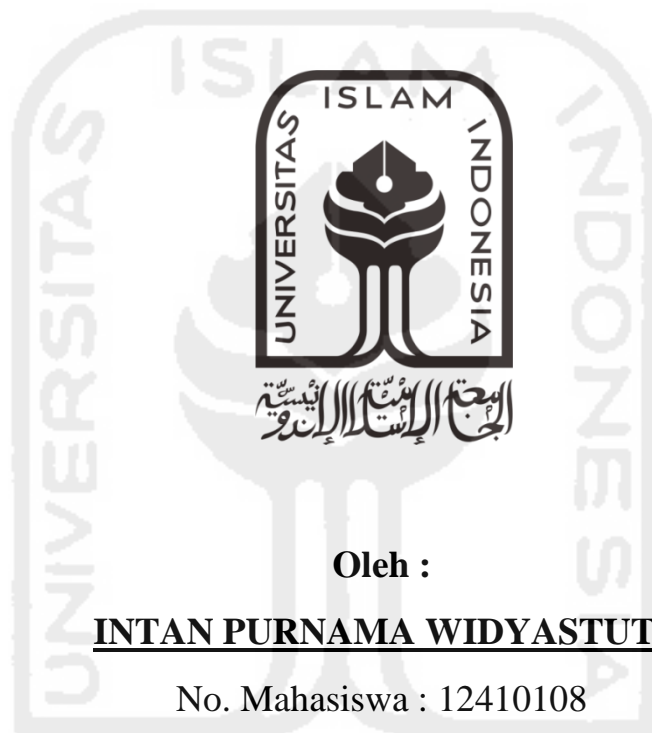 ISLAM
UNIVERSITAS
INDONESIA
الجامعة الإسلامية الإندونيسية
Oleh :
INTAN PURNAMA WIDYASTUT
No. Mahasiswa : 12410108